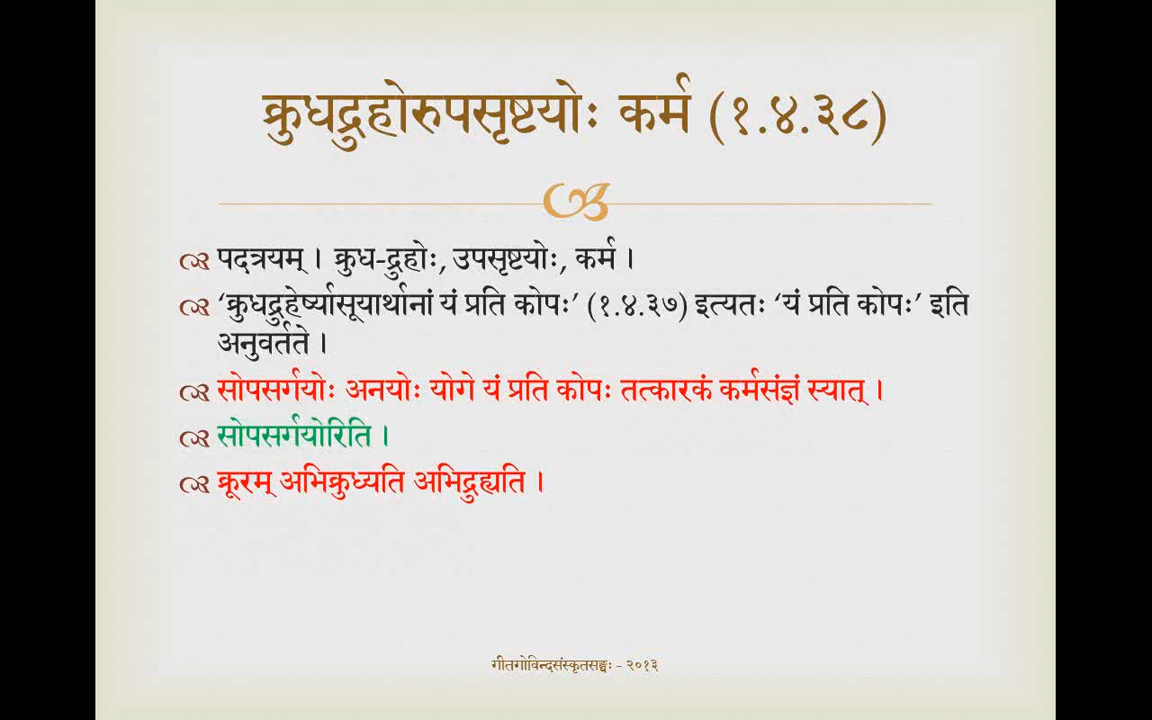 क्रुधद्रुहोरुपसृष्टयोः कर्म (१.४.३८)
पदत्रयम् । क्रुध-द्रुहोः, उपसृष्टयोः, कर्म ।
‘क्रुधद्रुहेर्ष्यासूयार्थानां यं प्रति कोपः’ (१.४.३७) इत्यतः ‘यं प्रति कोपः’ इति
अनुवर्तते ।
सोपसर्गयोः अनयोः योगे यं प्रति कोपः तत्कारकं कर्मसंज्ञं स्यात् ।
सोपसर्गयोरिति ।
क्रूरम् अभिक्रुध्यति अभिद्रुह्यति ।
गीतगोविन्दसंस्कृतसङ्घः - २०१३